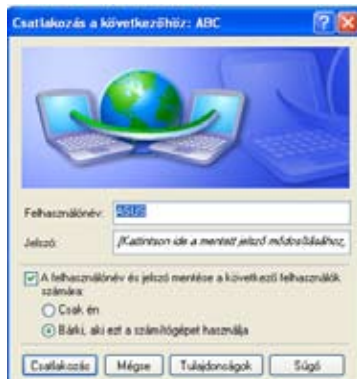 Csatlakozás a következőhöz: ABC
Felhasználónév: ASUS
Jelszó: [Kattintson ide a mentett jelszó módosításához,
A felhasználónév és jelszó mentése a következő felhasználók
számára:
Csak én
Bárki, aki ezt a számítógépet használja
Csatlakozás Mégse Tulajdonságok Súgó